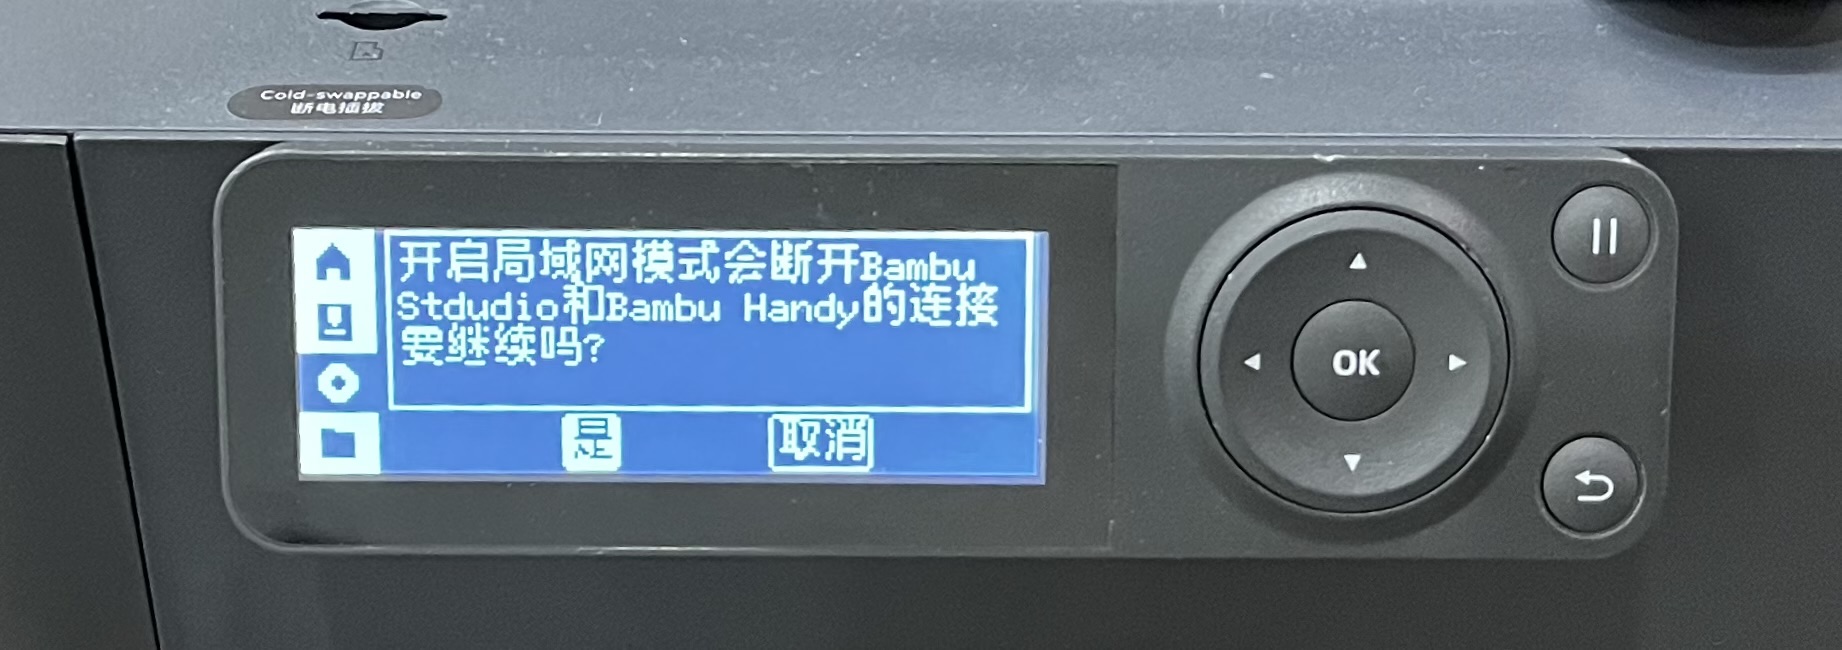 Cold-swappable
断电插拔
开启局域网模式会断开Bambu
Stdudio和Bambu Handy的连接
要继续吗?
是 取消
OK